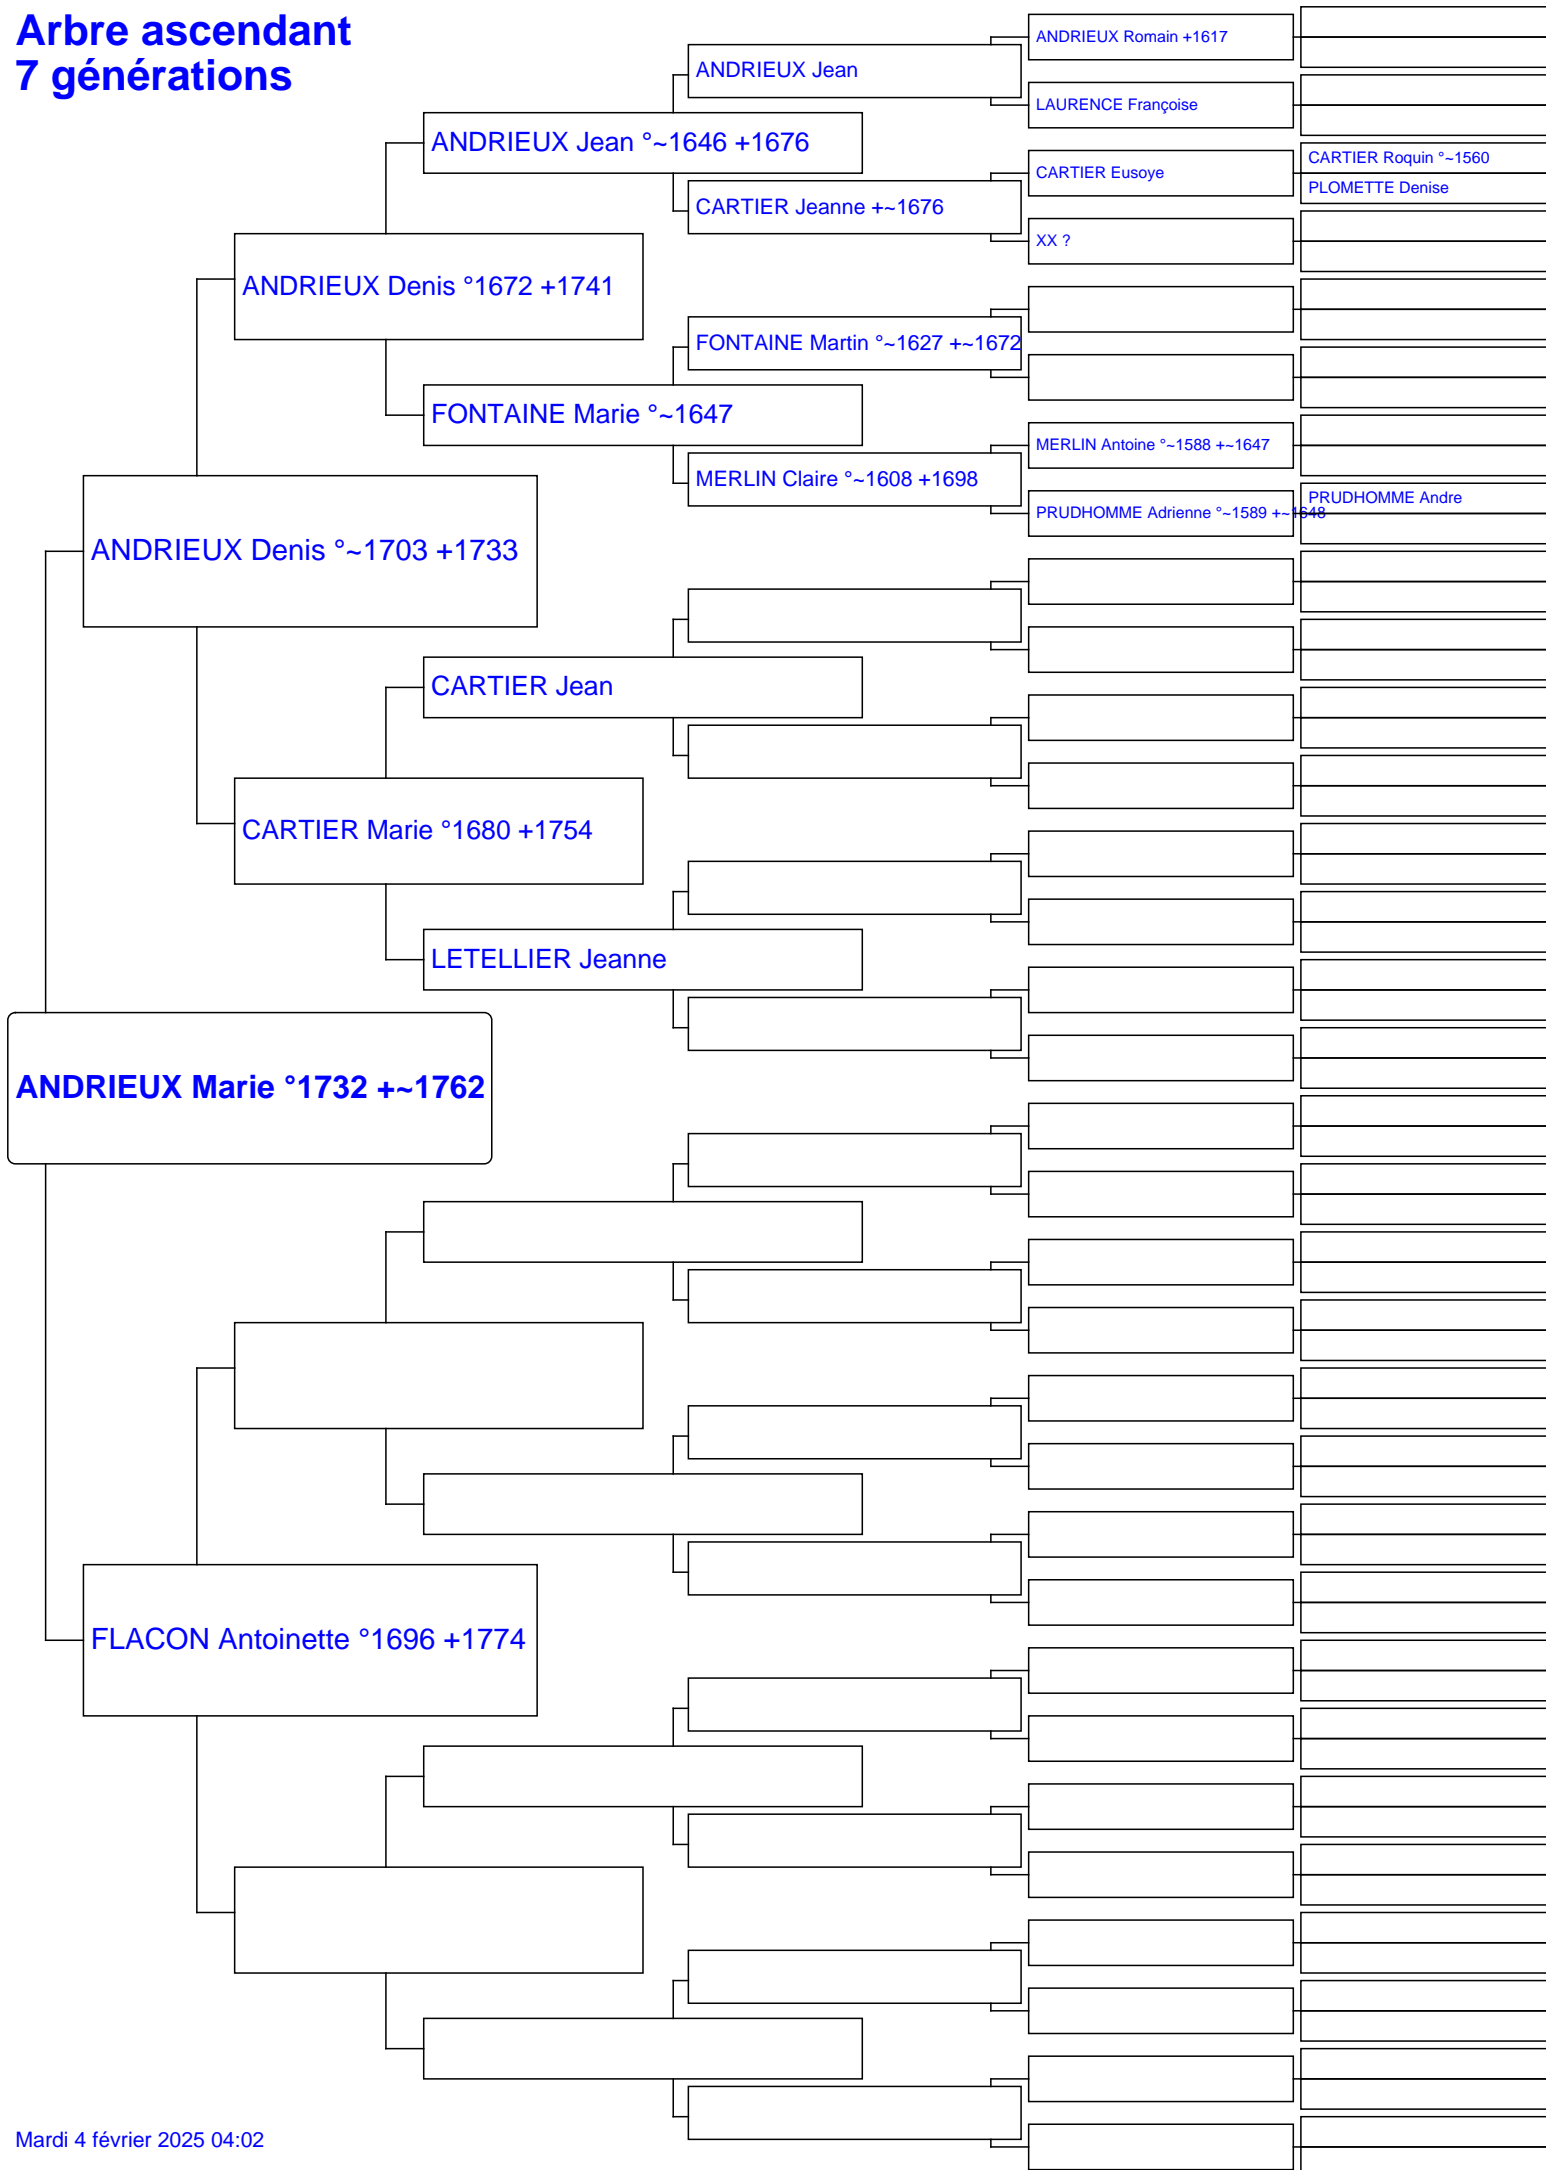 Arbre ascendant
7 générations
ANDRIEUX Romain +1617
ANDRIEUX Jean
LAURENCE Françoise
ANDRIEUX Jean °~1646 +1676
CARTIER Roquin °~1560
CARTIER Eusoye
PLOMETTE Denise
CARTIER Jeanne +~1676
XX ?
ANDRIEUX Denis °1672 +1741
FONTAINE Martin °~1627 +~1672
FONTAINE Marie °~1647
MERLIN Antoine °~1588 +~1647
MERLIN Claire °~1608 +1698
PRUDHOMME Andre
PRUDHOMME Adrienne °~1589 +~1648
ANDRIEUX Denis °~1703 +1733
CARTIER Jean
CARTIER Marie °1680 +1754
LETELLIER Jeanne
ANDRIEUX Marie °1732 +~1762
FLACON Antoinette °1696 +1774
Mardi 4 février 2025 04:02